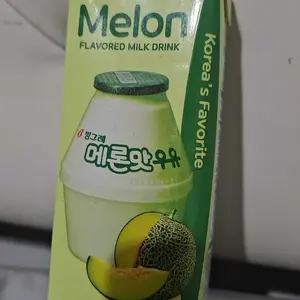 Melon
FLAVORED MILK DRINK
Korea's Favorite
빙그레
메론맛우유